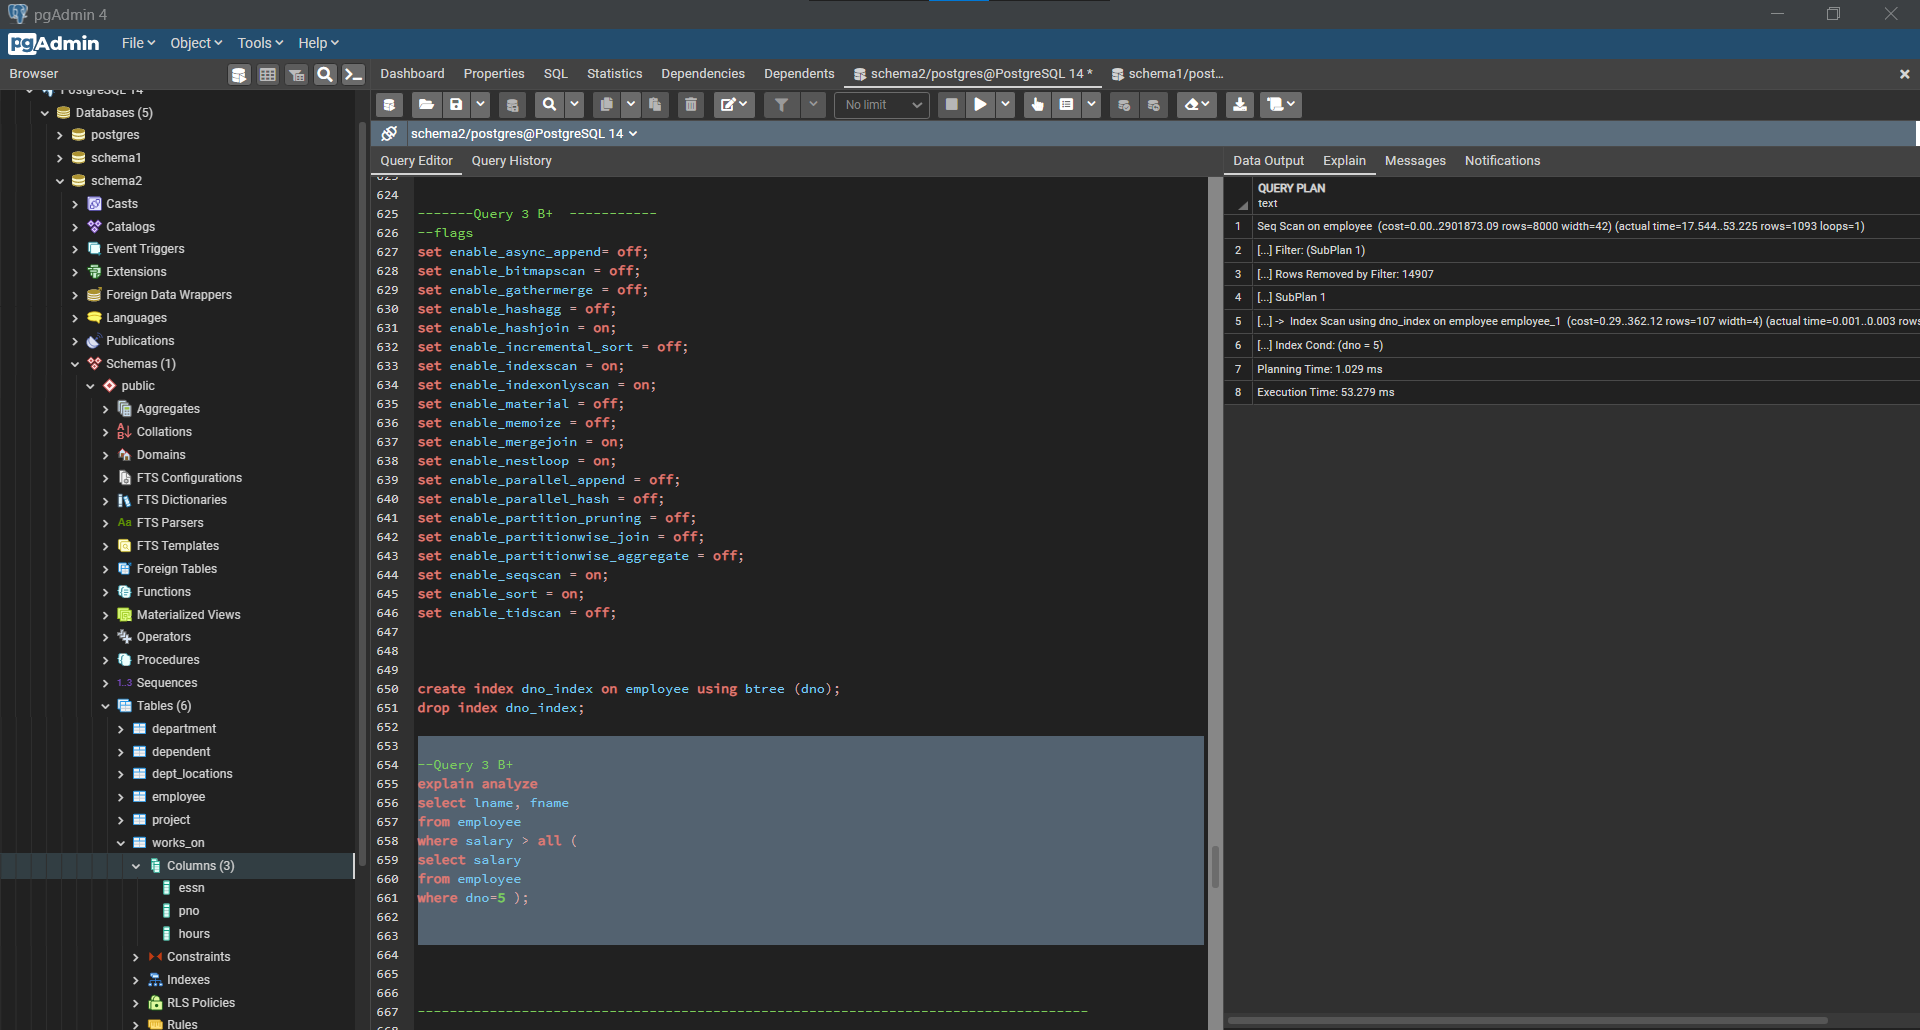 pgAdmin 4
pgAdmin File Object Tools Help
Browser
Dashboard Properties SQL Statistics Dependencies Dependents schema2/postgres@PostgreSQL 14 * schema1/post...
No limit
schema2/postgres@PostgreSQL 14
Query Editor Query History
Data Output Explain Messages Notifications
PostgreSQL 14
Databases (5)
postgres
schema1
schema2
Casts
Catalogs
Event Triggers
Extensions
Foreign Data Wrappers
Languages
Publications
Schemas (1)
public
Aggregates
Collations
Domains
FTS Configurations
FTS Dictionaries
Aa FTS Parsers
FTS Templates
Foreign Tables
Functions
Materialized Views
Operators
Procedures
1..3 Sequences
Tables (6)
department
dependent
dept_locations
employee
project
works_on
Columns (3)
essn
pno
hours
Constraints
Indexes
RLS Policies
Rules
623
624
625 -------Query 3 B+  -----------
626 --flags
627 set enable_async_append= off;
628 set enable_bitmapscan = off;
629 set enable_gathermerge = off;
630 set enable_hashagg = off;
631 set enable_hashjoin = on;
632 set enable_incremental_sort = off;
633 set enable_indexscan = on;
634 set enable_indexonlyscan = on;
635 set enable_material = off;
636 set enable_memoize = off;
637 set enable_mergejoin = on;
638 set enable_nestloop = on;
639 set enable_parallel_append = off;
640 set enable_parallel_hash = off;
641 set enable_partition_pruning = off;
642 set enable_partitionwise_join = off;
643 set enable_partitionwise_aggregate = off;
644 set enable_seqscan = on;
645 set enable_sort = on;
646 set enable_tidscan = off;
647
648
649
650 create index dno_index on employee using btree (dno);
651 drop index dno_index;
652
653
654 --Query 3 B+
655 explain analyze
656 select lname, fname
657 from employee
658 where salary > all (
659 select salary
660 from employee
661 where dno=5 );
662
663
664
665
666
667 ------------------------------------------------------------------------------------
668
QUERY PLAN
text
1 Seq Scan on employee (cost=0.00..2901873.09 rows=8000 width=42) (actual time=17.544..53.225 rows=1093 loops=1)
2 [...] Filter: (SubPlan 1)
3 [...] Rows Removed by Filter: 14907
4 [...] SubPlan 1
5 [...] -> Index Scan using dno_index on employee employee_1 (cost=0.29..362.12 rows=107 width=4) (actual time=0.001..0.003 rows
6 [...] Index Cond: (dno = 5)
7 Planning Time: 1.029 ms
8 Execution Time: 53.279 ms